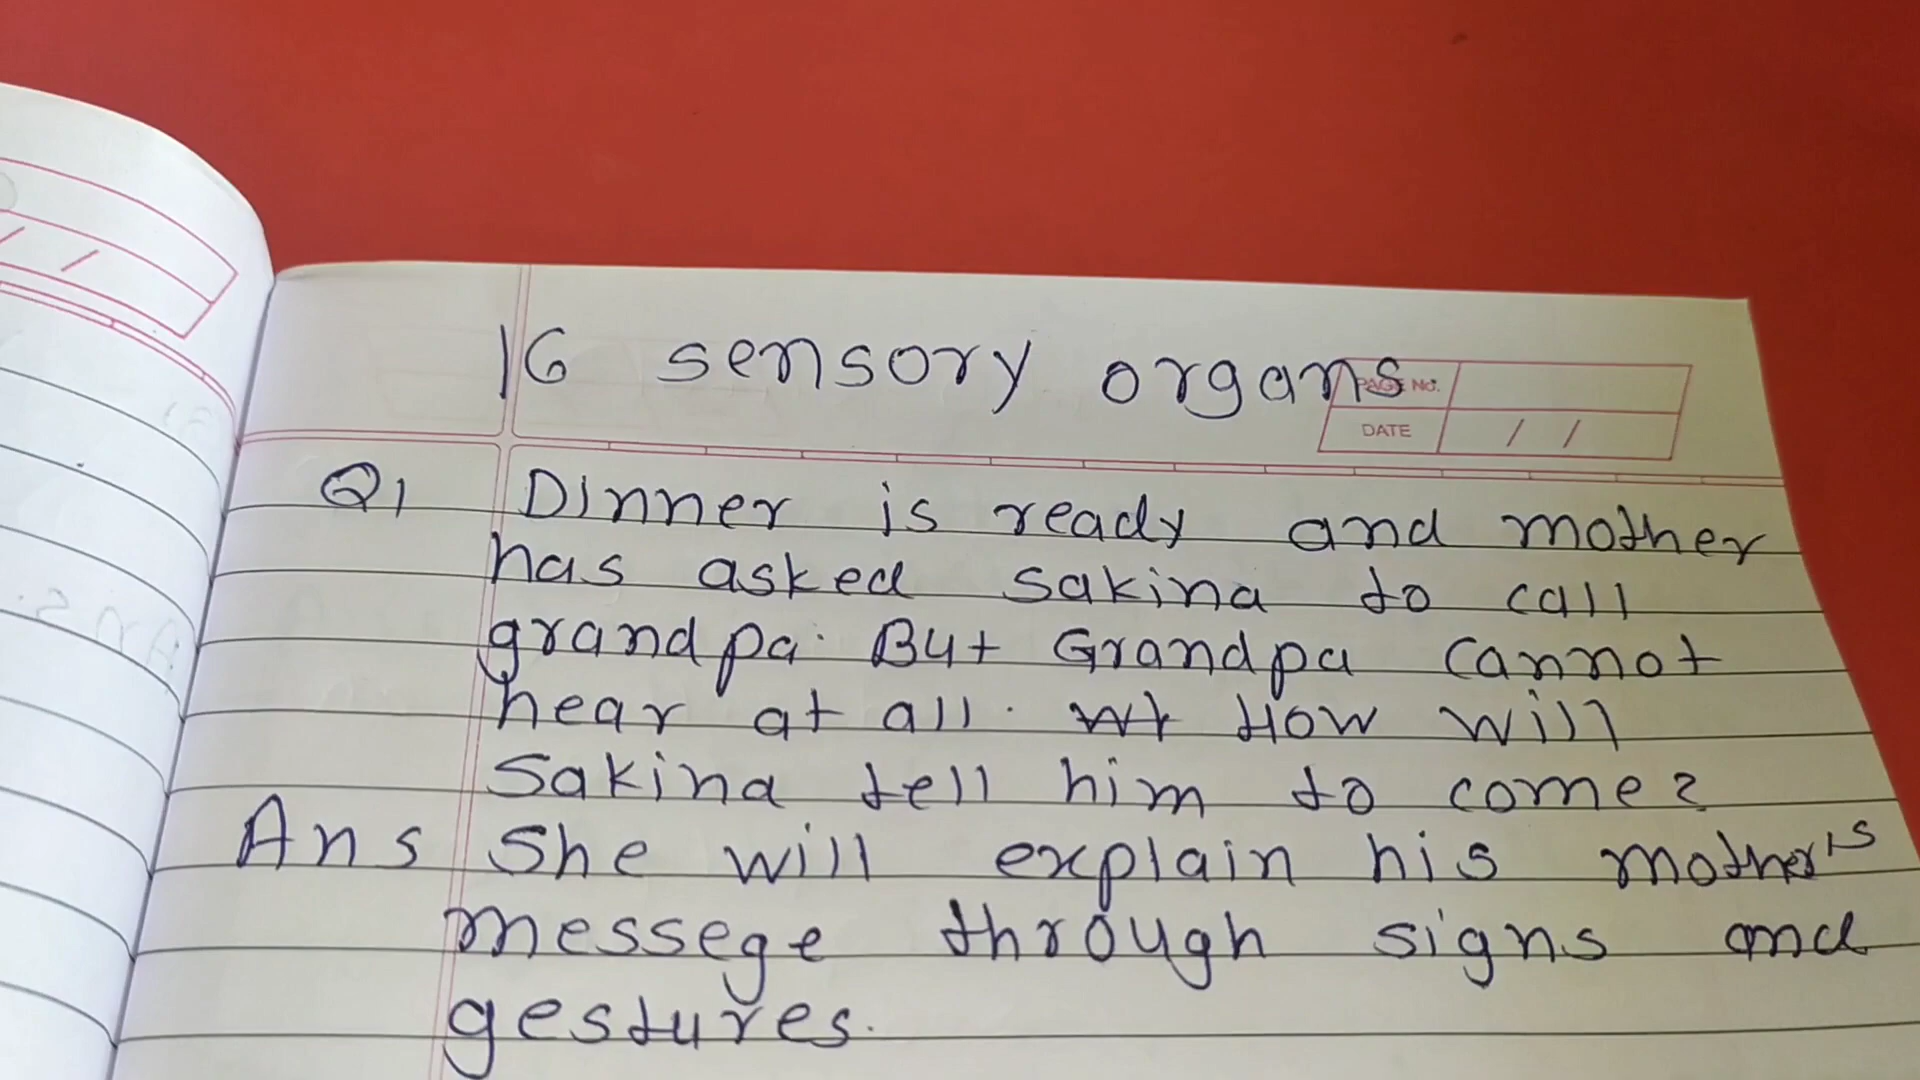 16 sensory organs
PAGE No.
DATE / /
Q1 Dinner is ready and mother
has asked sakina to call
grandpa. But Grandpa cannot
hear at all. How will
Sakina tell him to come?
Ans She will explain his mother's
messege through signs and
gestures.